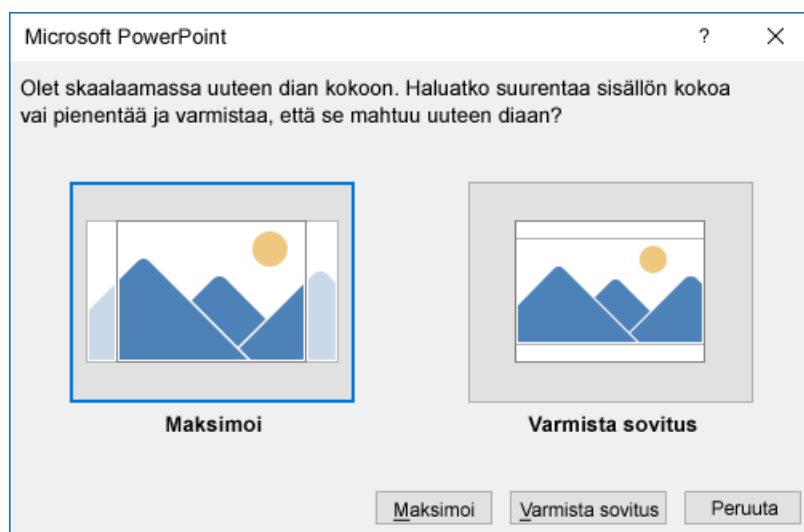 Microsoft PowerPoint ?
Olet skaalaamassa uuteen dian kokoon. Haluatko suurentaa sisällön kokoa
vai pienentää ja varmistaa, että se mahtuu uuteen diaan?
Maksimoi Varmista sovitus
Maksimoi Varmista sovitus Peruuta